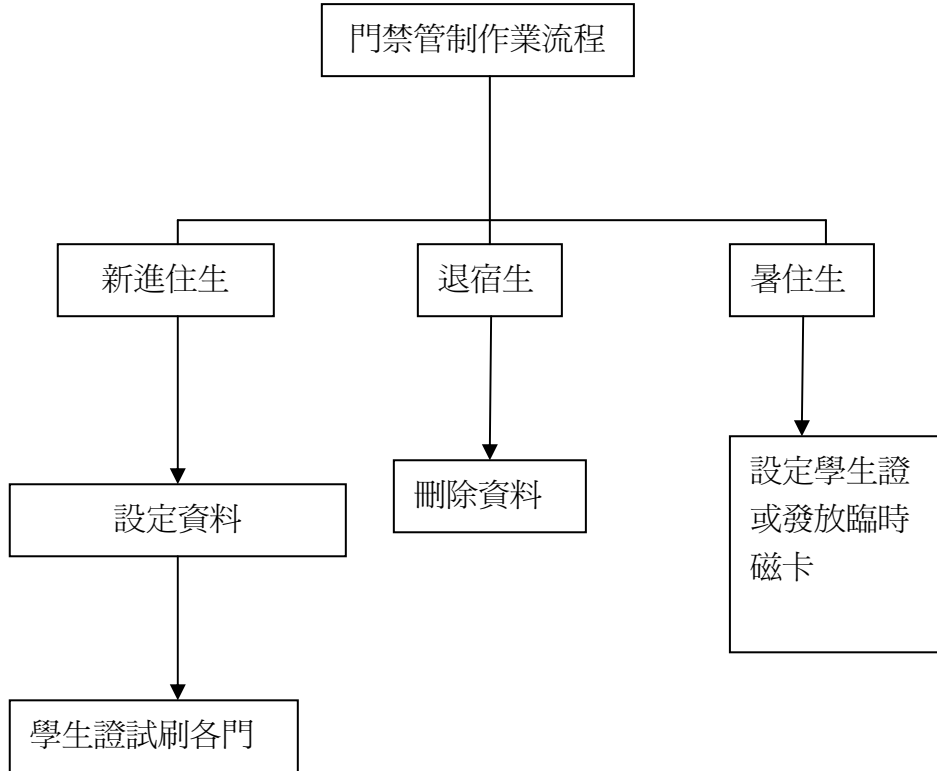 門禁管制作業流程
新進住生
退宿生
暑住生
設定資料
刪除資料
設定學生證
或發放臨時
磁卡
學生證試刷各門